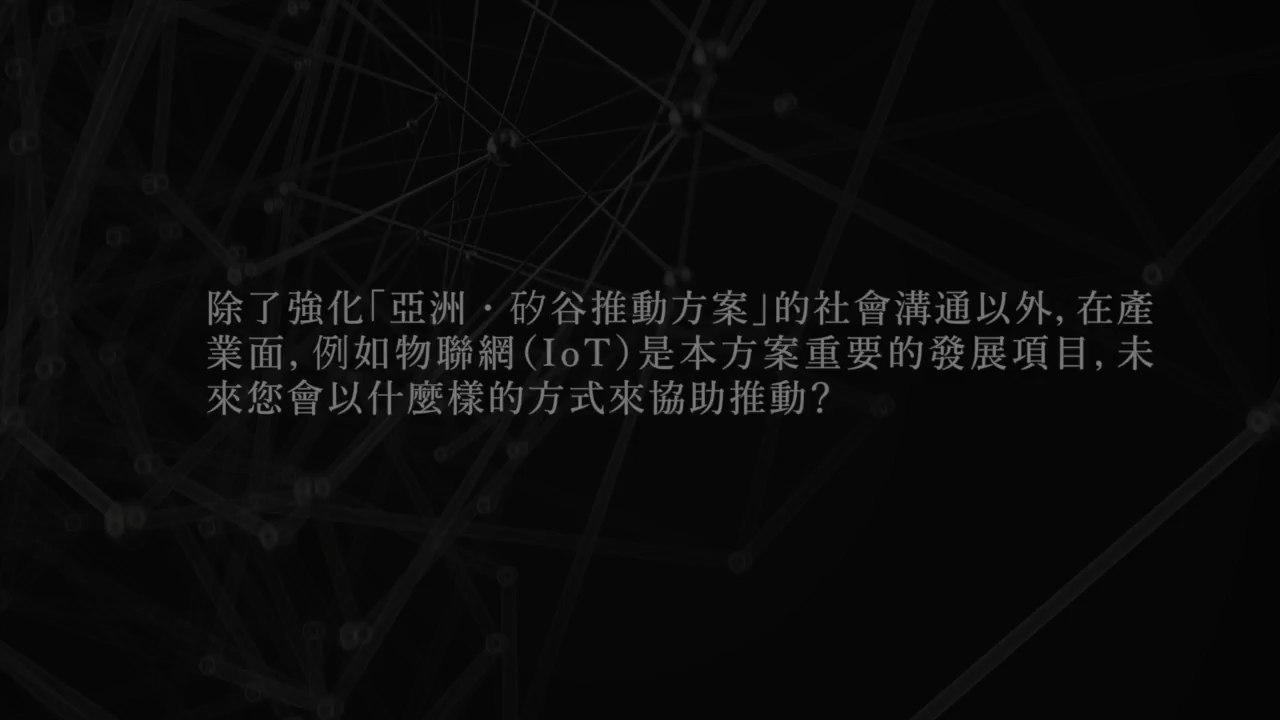 除了強化「亞洲・矽谷推動方案」的社會溝通以外,在產
業面,例如物聯網(IoT)是本方案重要的發展項目,未
來您會以什麼樣的方式來協助推動?